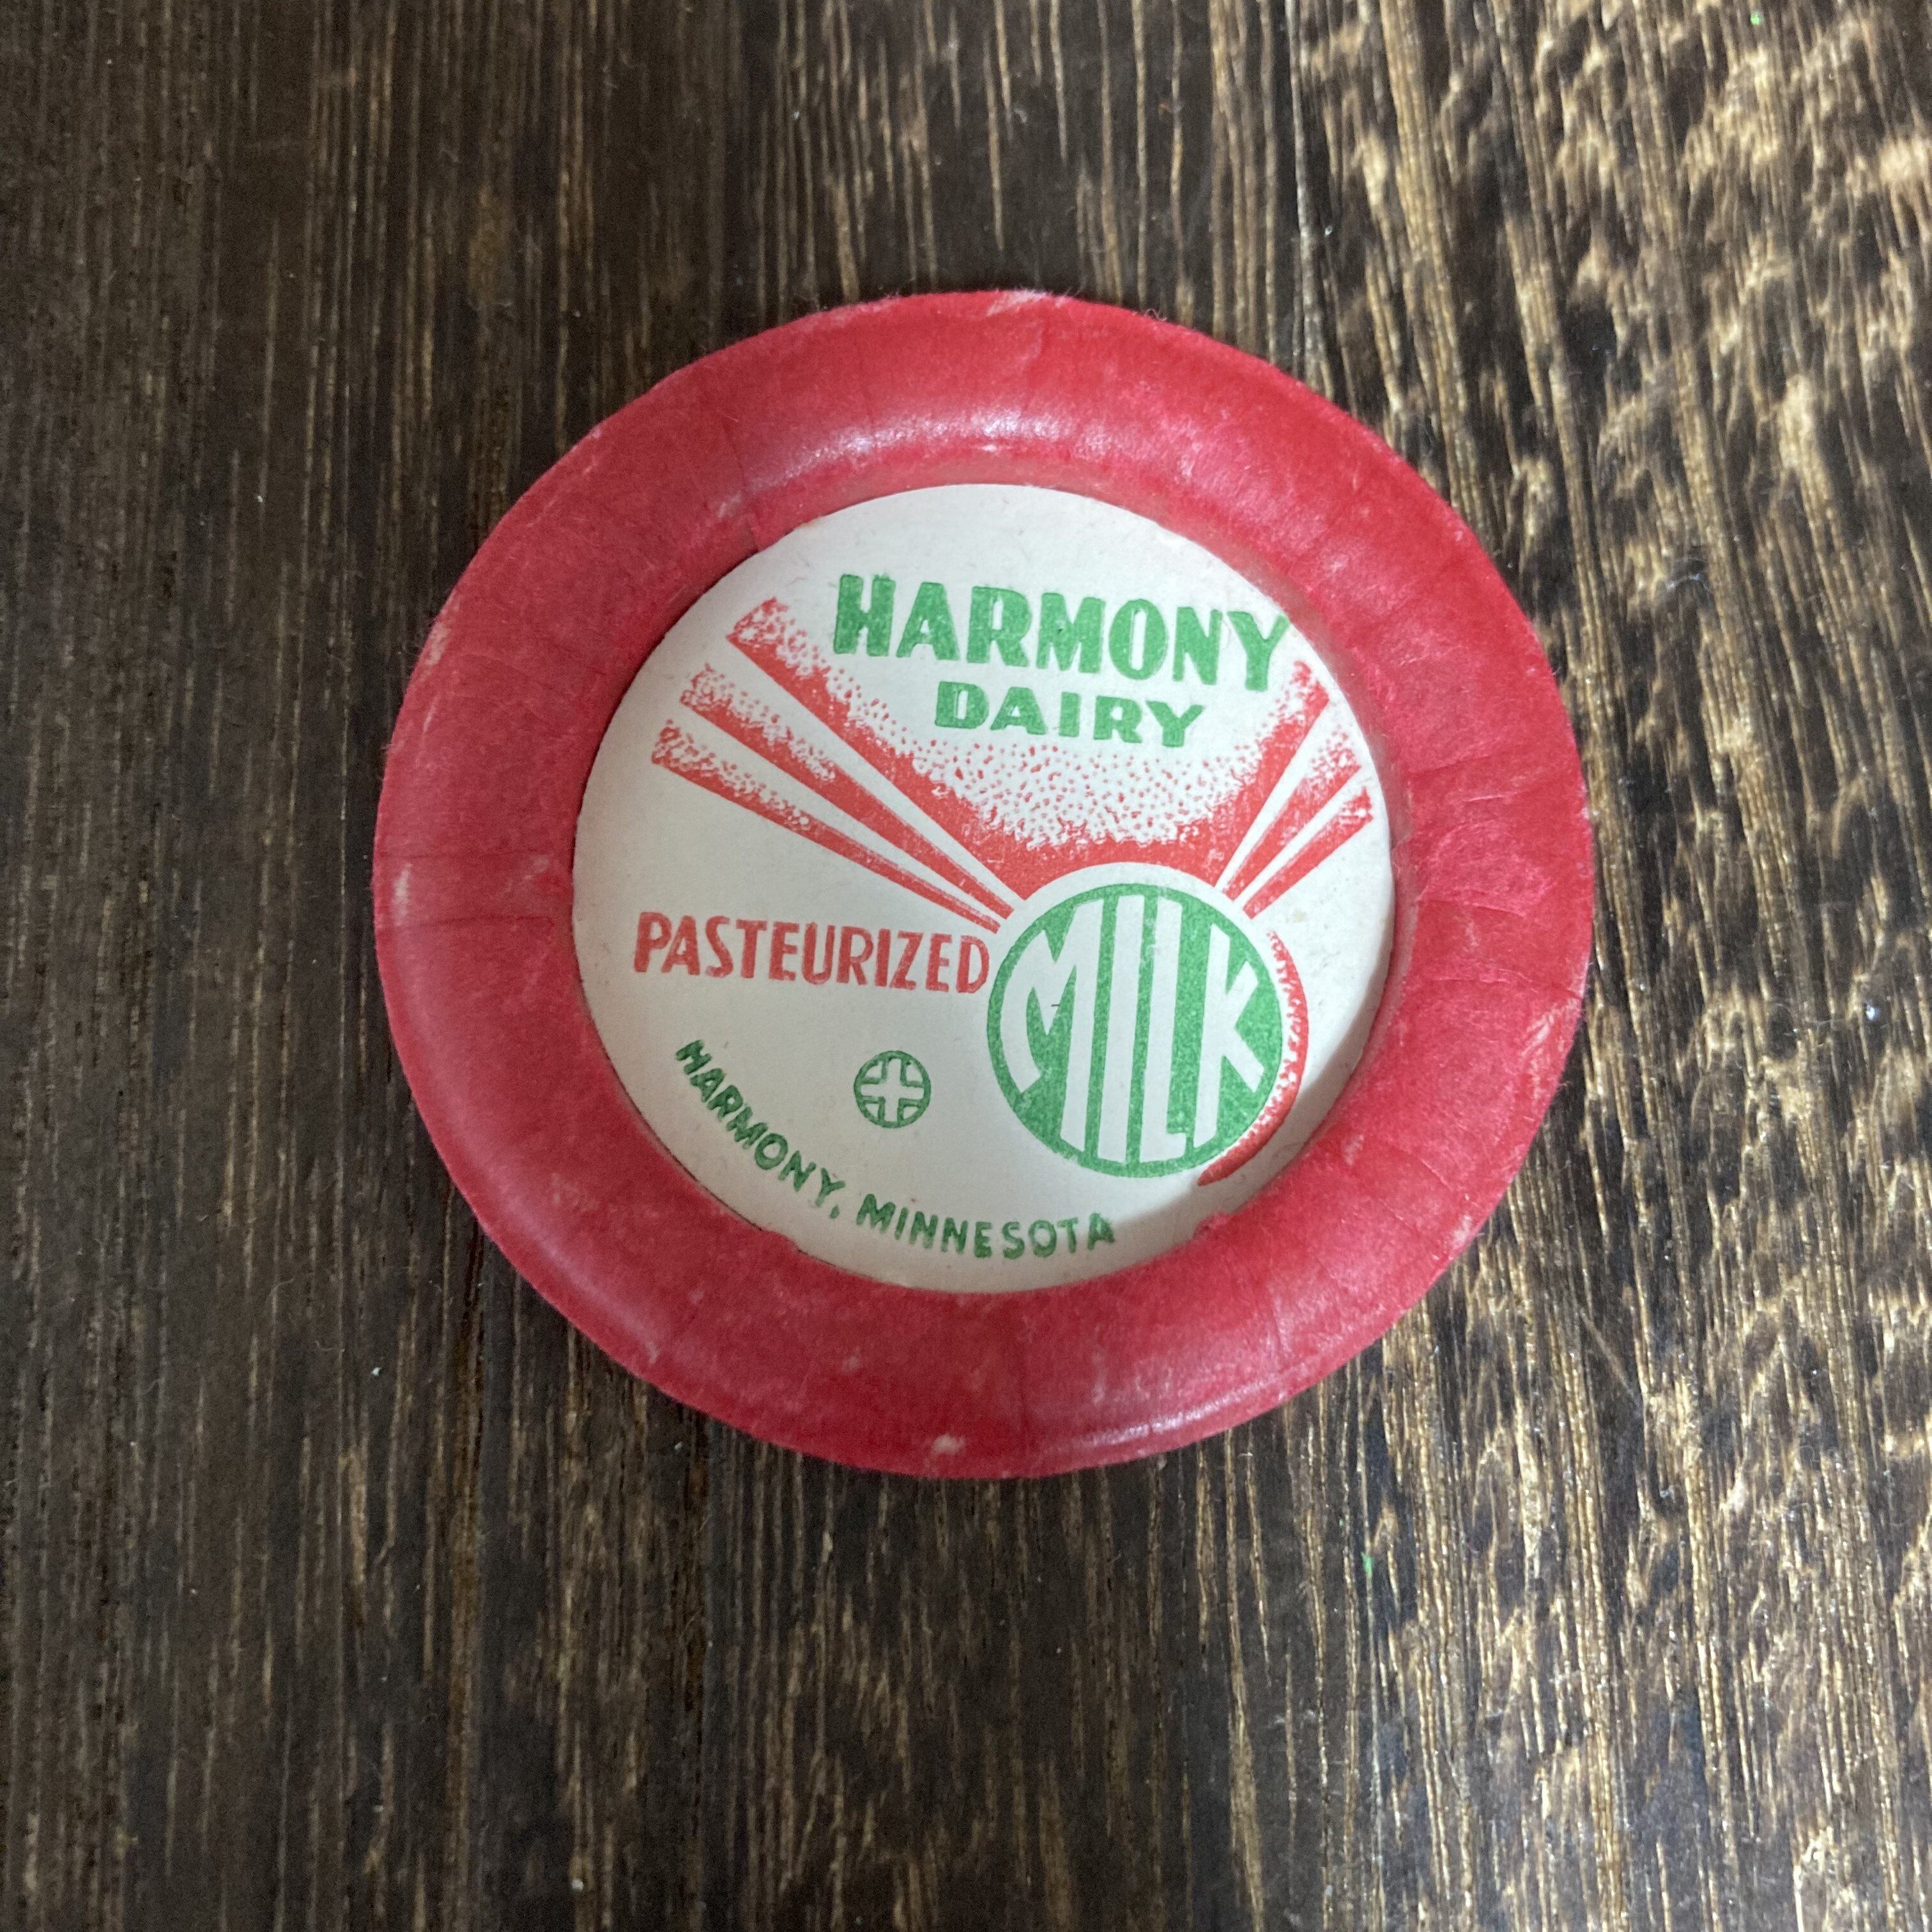 HARMONY
DAIRY
PASTEURIZED
MILK
HARMONY, MINNESOTA